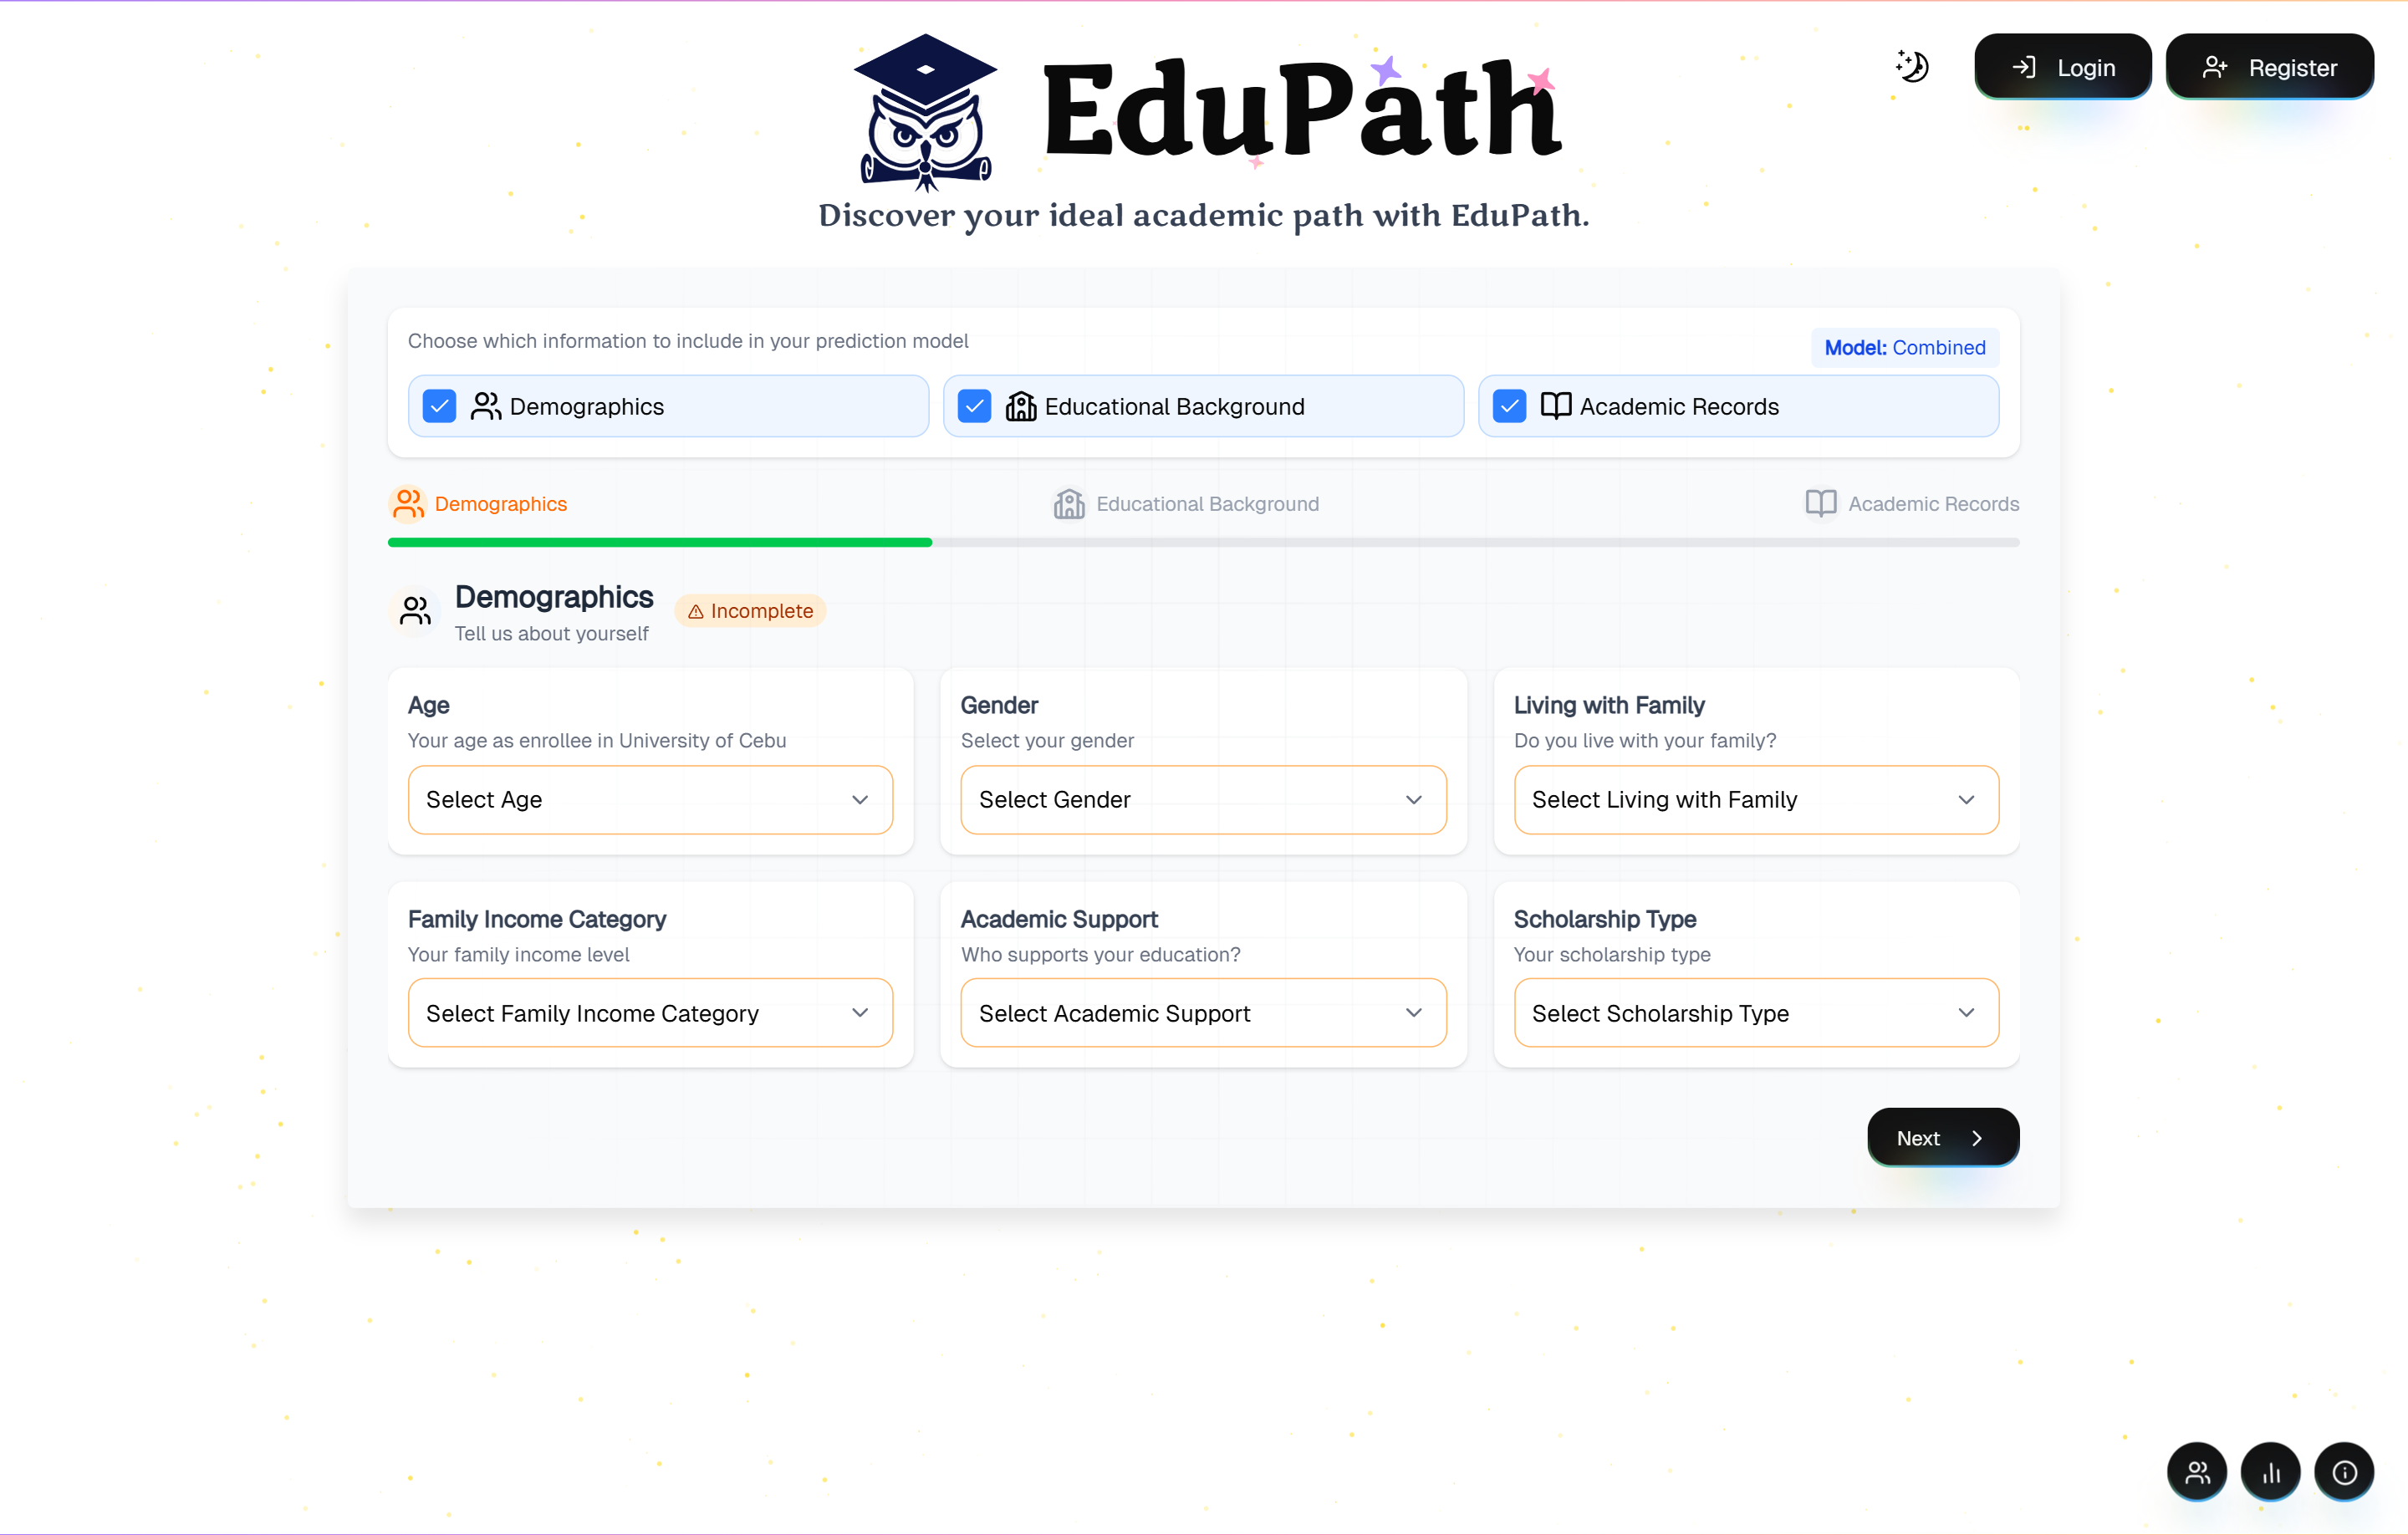 EduPath
Login
Register
Discover your ideal academic path with EduPath.
Choose which information to include in your prediction model
Model: Combined
Demographics
Educational Background
Academic Records
Demographics
Educational Background
Academic Records
Demographics
Tell us about yourself
Incomplete
Age
Your age as enrollee in University of Cebu
Select Age
Gender
Select your gender
Select Gender
Living with Family
Do you live with your family?
Select Living with Family
Family Income Category
Your family income level
Select Family Income Category
Academic Support
Who supports your education?
Select Academic Support
Scholarship Type
Your scholarship type
Select Scholarship Type
Next